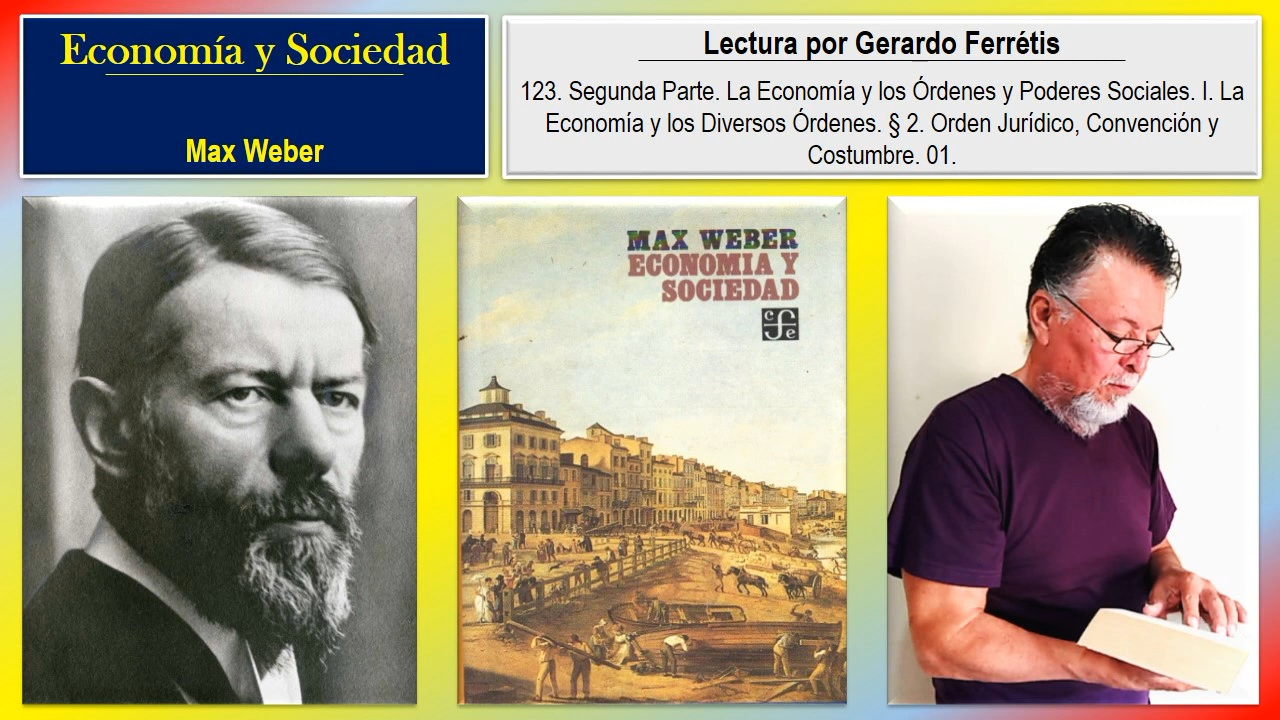 Economía y Sociedad
Max Weber
Lectura por Gerardo Ferrétis
123. Segunda Parte. La Economía y los Órdenes y Poderes Sociales. I. La
Economía y los Diversos Órdenes. § 2. Orden Jurídico, Convención y
Costumbre. 01.
MAX WEBER
ECONOMIA Y
SOCIEDAD
cfe